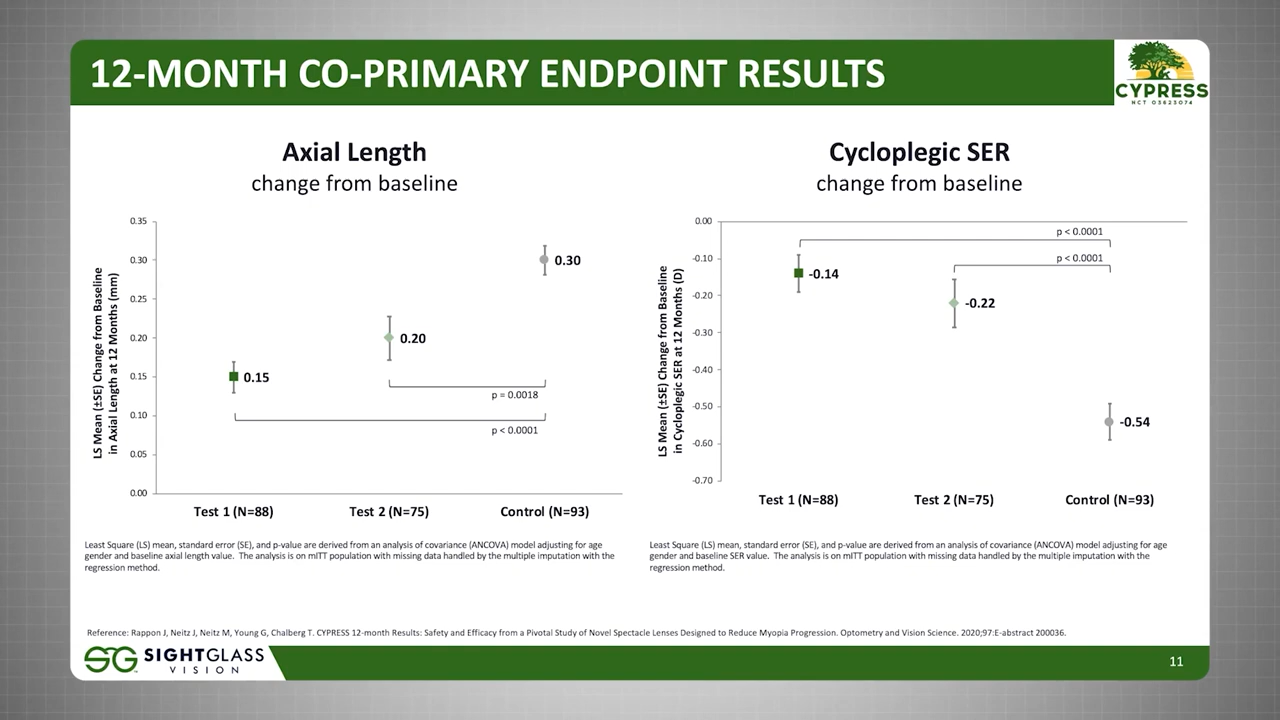 12-MONTH CO-PRIMARY ENDPOINT RESULTS
CYPRESS
NCT 03623074
Axial Length
change from baseline
LS Mean (±SE) Change from Baseline
in Axial Length at 12 Months (mm)
0.35
0.30
0.25
0.20
0.15
0.10
0.05
0.00
0.15
0.20
0.30
p = 0.0018
p < 0.0001
Test 1 (N=88)
Test 2 (N=75)
Control (N=93)
Least Square (LS) mean, standard error (SE), and p-value are derived from an analysis of covariance (ANCOVA) model adjusting for age
gender and baseline axial length value. The analysis is on mITT population with missing data handled by the multiple imputation with the
regression method.
Cycloplegic SER
change from baseline
LS Mean (±SE) Change from Baseline
in Cycloplegic SER at 12 Months (D)
0.00
-0.10
-0.20
-0.30
-0.40
-0.50
-0.60
-0.70
p < 0.0001
p < 0.0001
-0.14
-0.22
-0.54
Test 1 (N=88)
Test 2 (N=75)
Control (N=93)
Least Square (LS) mean, standard error (SE), and p-value are derived from an analysis of covariance (ANCOVA) model adjusting for age
gender and baseline SER value. The analysis is on mITT population with missing data handled by the multiple imputation with the
regression method.
Reference: Rappon J, Neitz J, Neitz M, Young G, Chalberg T. CYPRESS 12-month Results: Safety and Efficacy from a Pivotal Study of Novel Spectacle Lenses Designed to Reduce Myopia Progression. Optometry and Vision Science. 2020;97:E-abstract 200036.
SG SIGHTGLASS
VISION
11